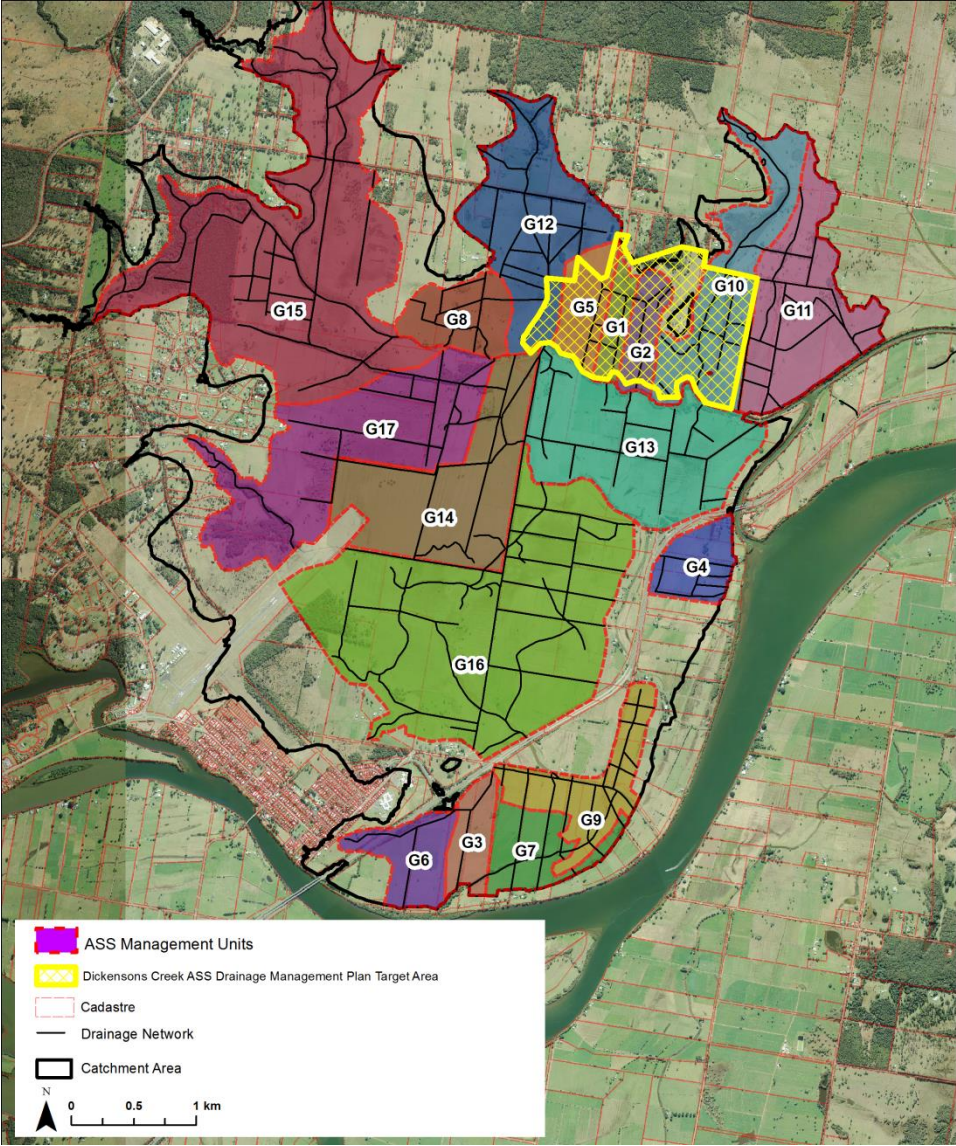 G12
G10
G15
G5
G11
G8
G1
G2
G17
G13
G14
G4
G16
G9
G3
G7
G6
ASS Management Units
Dickensons Creek ASS Drainage Management Plan Target Area
Cadastre
Drainage Network
Catchment Area
N
0 0.5 1 km